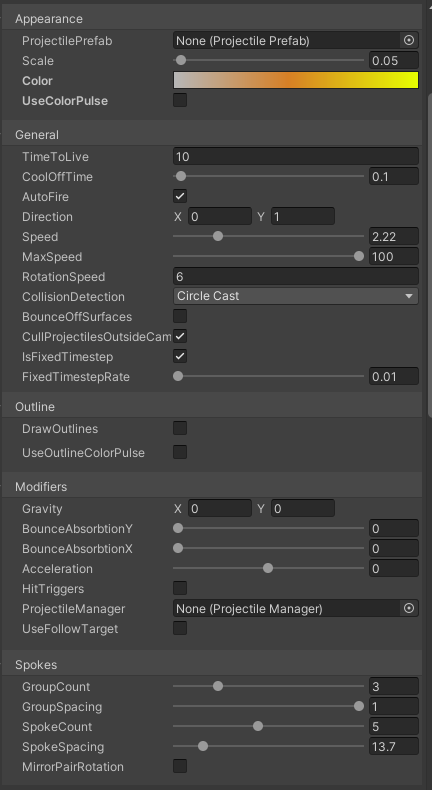 Appearance
ProjectilePrefab None (Projectile Prefab)
Scale 0.05
Color
UseColorPulse
General
TimeToLive 10
CoolOffTime 0.1
AutoFire
Direction X 0 Y 1
Speed 2.22
MaxSpeed 100
RotationSpeed 6
CollisionDetection Circle Cast
BounceOffSurfaces
CullProjectilesOutsideCam
IsFixedTimestep
FixedTimestepRate 0.01
Outline
DrawOutlines
UseOutlineColorPulse
Modifiers
Gravity X 0 Y 0
BounceAbsorbtionY 0
BounceAbsorbtionX 0
Acceleration 0
HitTriggers
ProjectileManager None (Projectile Manager)
UseFollowTarget
Spokes
GroupCount 3
GroupSpacing 1
SpokeCount 5
SpokeSpacing 13.7
MirrorPairRotation